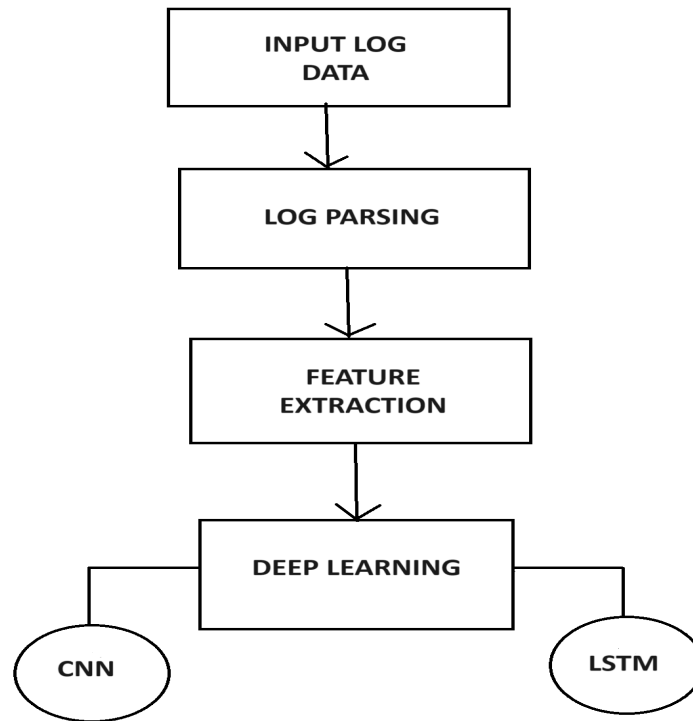 INPUT LOG
DATA
LOG PARSING
FEATURE
EXTRACTION
DEEP LEARNING
CNN
LSTM